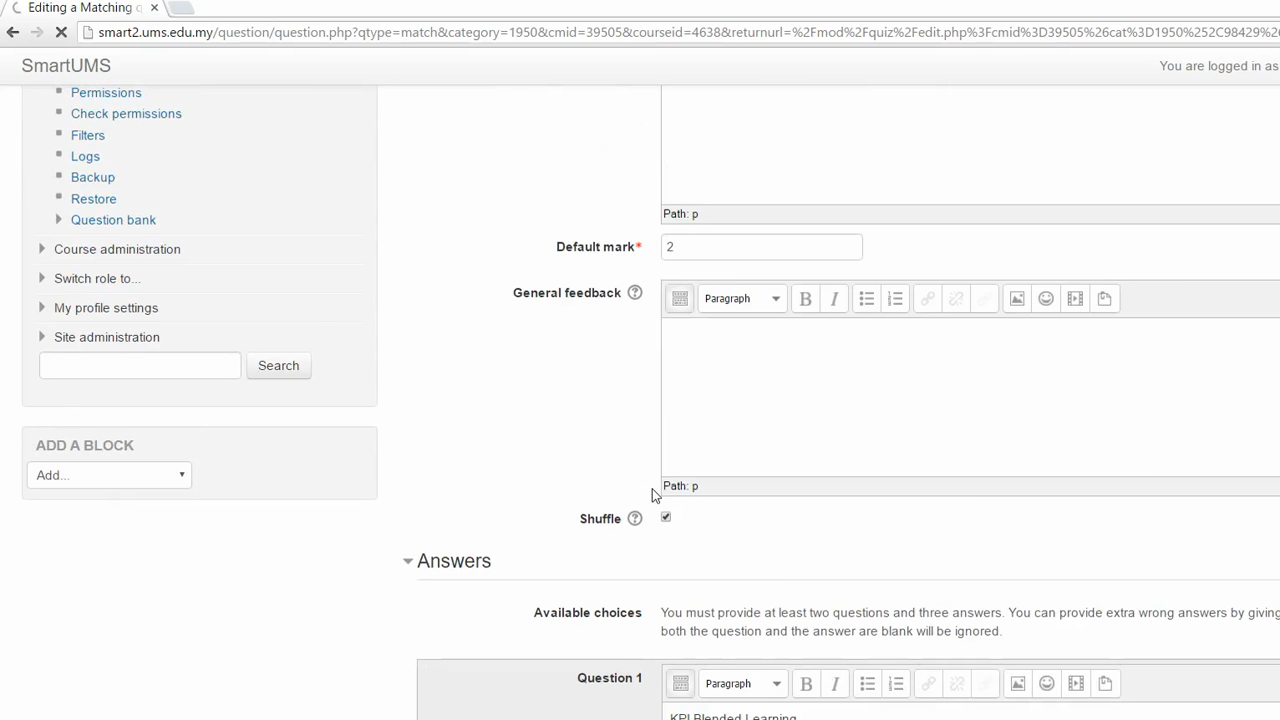 Editing a Matching q
smart2.ums.edu.my/question/question.php?qtype=match&category=1950&cmid=39505&courseid=4638&returnurl=%2Fmod%2Fquiz%2Fedit.php%3Fcmid%3D39505%26cat%3D1950%252C98429%26
SmartUMS
You are logged in as
Permissions
Check permissions
Filters
Logs
Backup
Restore
Question bank
Course administration
Switch role to...
My profile settings
Site administration
Search
ADD A BLOCK
Add...
Path: p
Default mark*
2
General feedback
Paragraph
B I
Path: p
Shuffle
Answers
Available choices
You must provide at least two questions and three answers. You can provide extra wrong answers by giving
both the question and the answer are blank will be ignored.
Question 1
Paragraph
B I
KPI Blended Learning